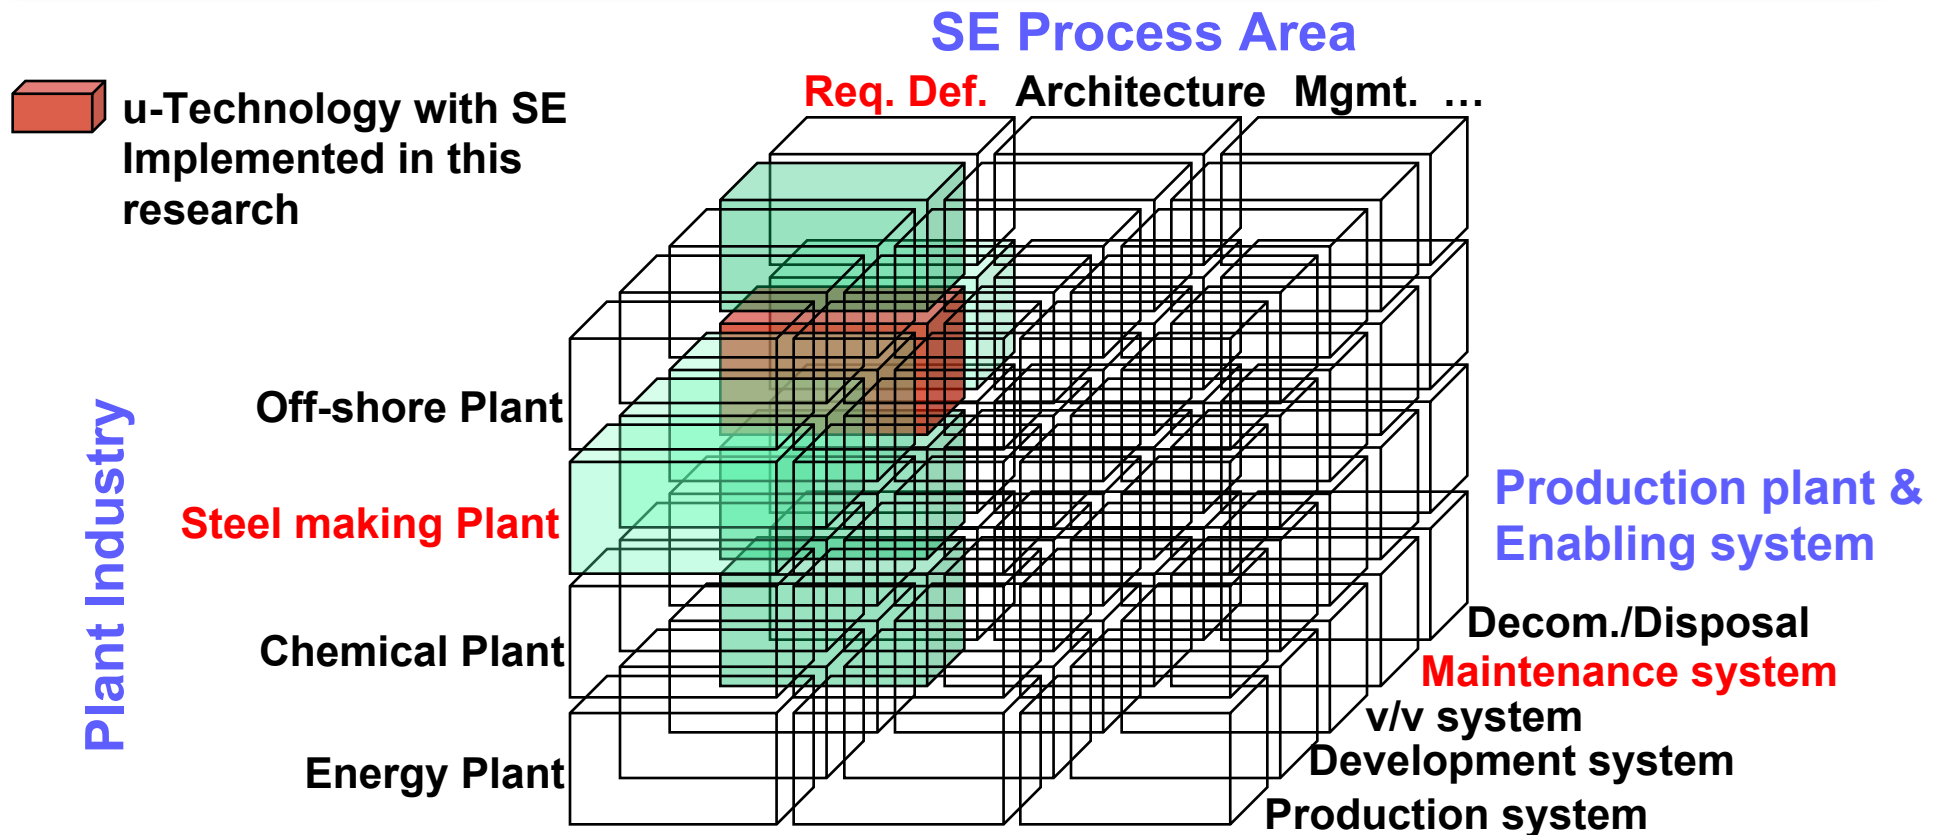 SE Process Area
Req. Def. Architecture Mgmt. …
u-Technology with SE
Implemented in this
research
Plant Industry
Off-shore Plant
Steel making Plant
Chemical Plant
Energy Plant
Production plant &
Enabling system
Decom./Disposal
Maintenance system
v/v system
Development system
Production system